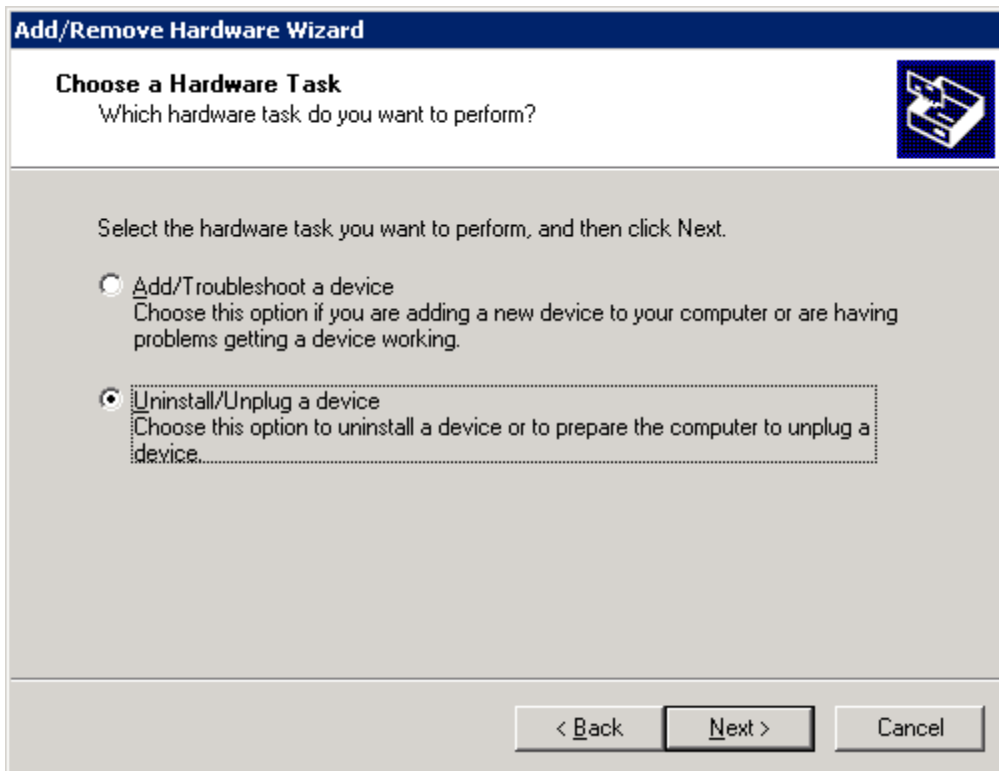 Add/Remove Hardware Wizard
Choose a Hardware Task
Which hardware task do you want to perform?
Select the hardware task you want to perform, and then click Next.
Add/Troubleshoot a device
Choose this option if you are adding a new device to your computer or are having
problems getting a device working.
Uninstall/Unplug a device
Choose this option to uninstall a device or to prepare the computer to unplug a
device.
< Back
Next >
Cancel